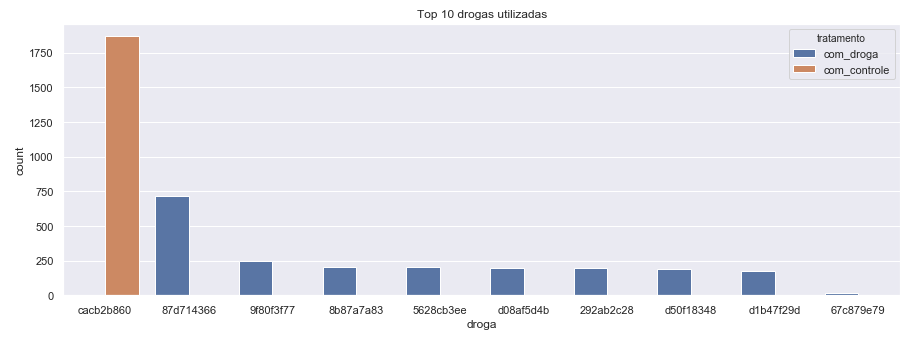 Top 10 drogas utilizadas
tratamento
com_droga
com_controle
count
1750
1500
1250
1000
750
500
250
0
cacb2b860 87d714366 9f80f3f77 8b87a7a83 5628cb3ee d08af5d4b 292ab2c28 d50f18348 d1b47f29d 67c879e79
droga